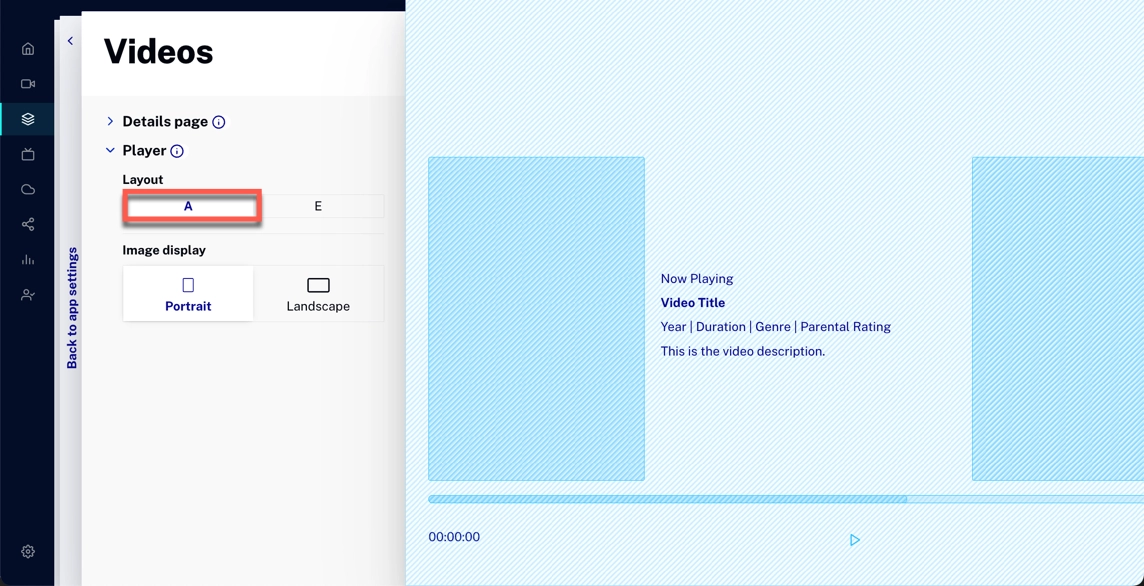 Videos
Details page
Player
Layout
A
E
Image display
Portrait
Landscape
Back to app settings
Now Playing
Video Title
Year | Duration | Genre | Parental Rating
This is the video description.
00:00:00